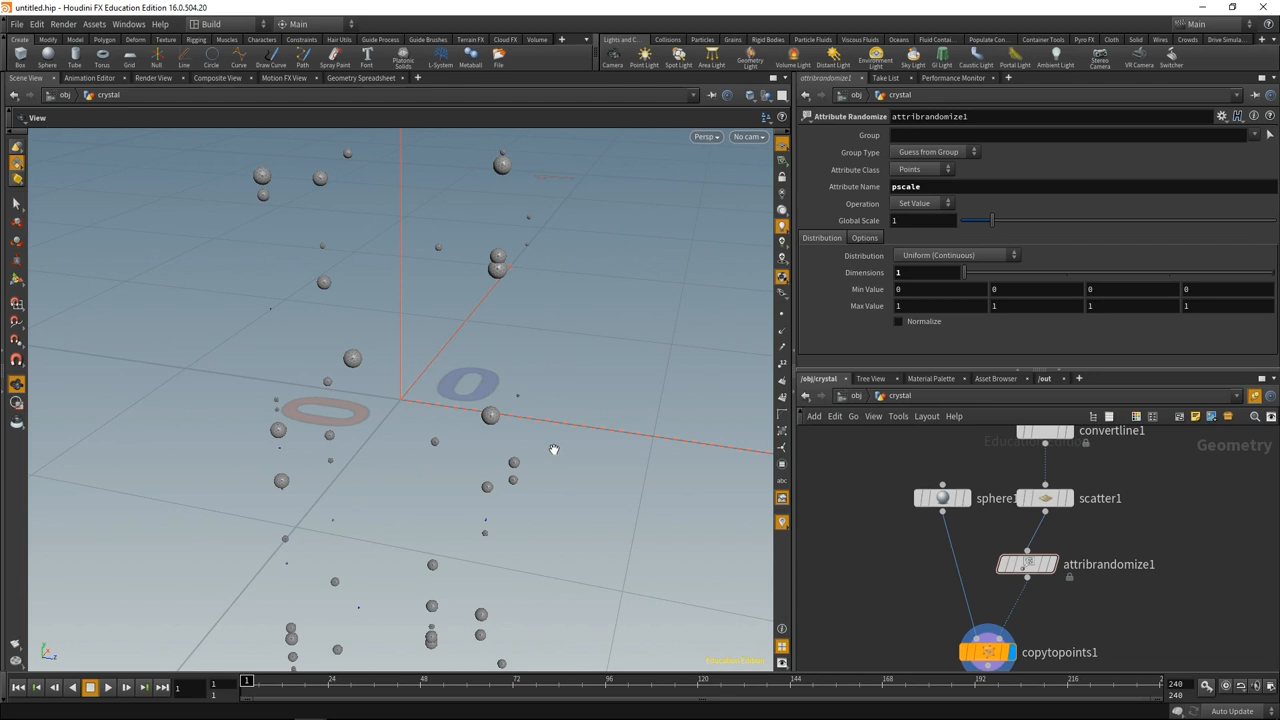 untitled.hip - Houdini FX Education Edition 16.0.504.20
File Edit Render Assets Windows Help Build Main Main
Create Modify Model Polygon Deform Texture Rigging Muscles Characters Constraints Hair Utils Guide Process Guide Brushes Terrain FX Cloud FX Volume
Lights and C... Collisions Particles Grains Rigid Bodies Particle Fluids Viscous Fluids Oceans Fluid Contai... Populate Con... Container Tools Pyro FX Cloth Solid Wires Crowds Drive Simula...
Box Sphere Tube Torus Grid Line Circle Curve Draw Curve Path Spray Paint Font Platonic Solids L-System Metaball File
Camera Point Light Spot Light Area Light Geometry Light Volume Light Distant Light Environment Light Sky Light GI Light Caustic Light Portal Light Ambient Light Stereo Camera VR Camera Switcher
Scene View Animation Editor Render View Composite View Motion FX View Geometry Spreadsheet
attribrandomize1 Take List Performance Monitor
obj crystal
obj crystal
View
Persp No cam
Attribute Randomize attribrandomize1
Group
Group Type Guess from Group
Attribute Class Points
Attribute Name pscale
Operation Set Value
Global Scale 1
Distribution Options
Distribution Uniform (Continuous)
Dimensions 1
Min Value 0 0 0 0
Max Value 1 1 1 1
Normalize
/obj/crystal Tree View Material Palette Asset Browser /out
obj crystal
Add Edit Go View Tools Layout Help
convertline1
Geometry
sphere1 scatter1
attribrandomize1
copytopoints1
Education Edition
1 24 48 72 96 120 144 168 192 216 2
1 1 1 240 240
Auto Update